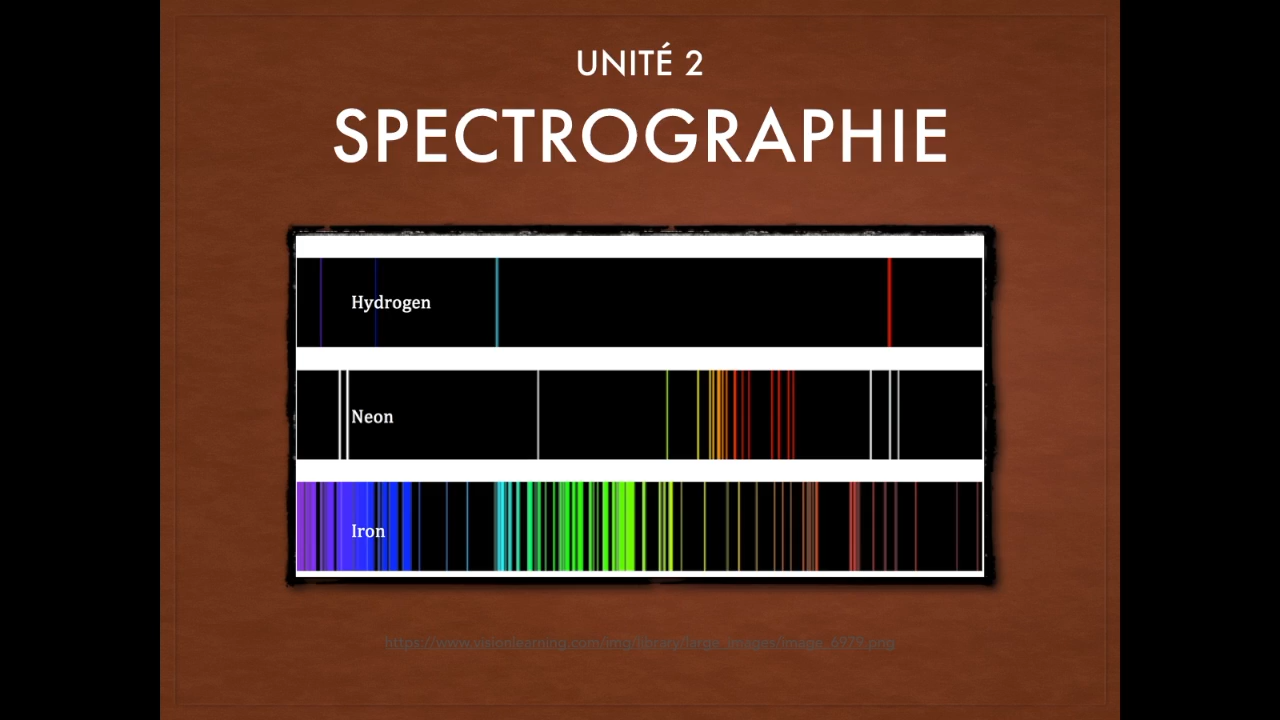 UNITÉ 2
SPECTROGRAPHIE
Hydrogen
Neon
Iron
https://www.visionlearning.com/img/library/large_images/image_6979.png